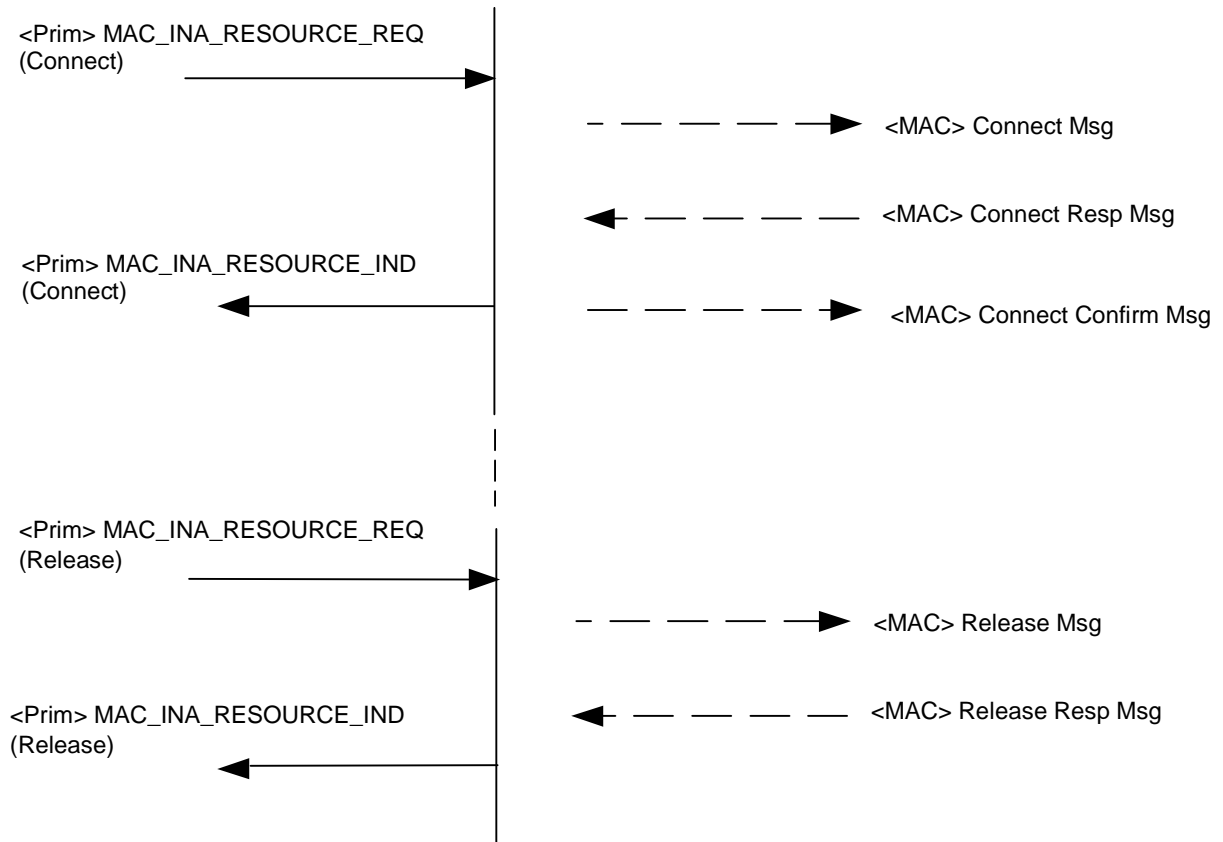 <Prim> MAC_INA_RESOURCE_REQ
(Connect)
<MAC> Connect Msg
<MAC> Connect Resp Msg
<Prim> MAC_INA_RESOURCE_IND
(Connect)
<MAC> Connect Confirm Msg
<Prim> MAC_INA_RESOURCE_REQ
(Release)
<MAC> Release Msg
<Prim> MAC_INA_RESOURCE_IND
(Release)
<MAC> Release Resp Msg